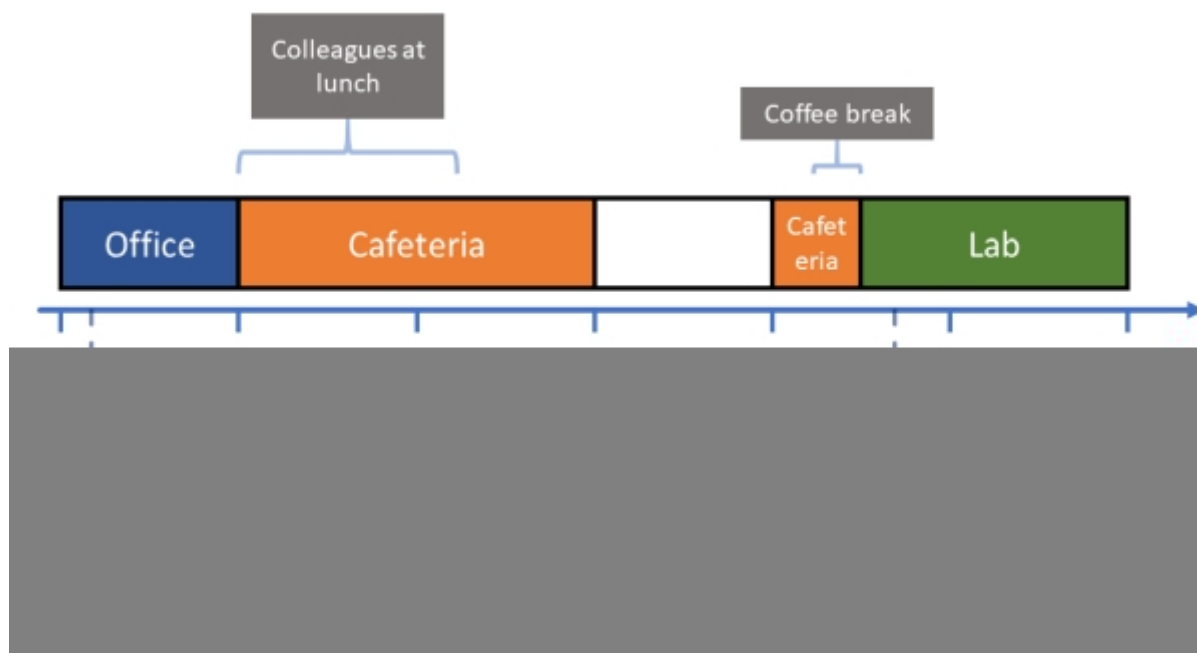 Colleagues at
lunch
Coffee break
Office
Cafeteria
Cafet
eria
Lab